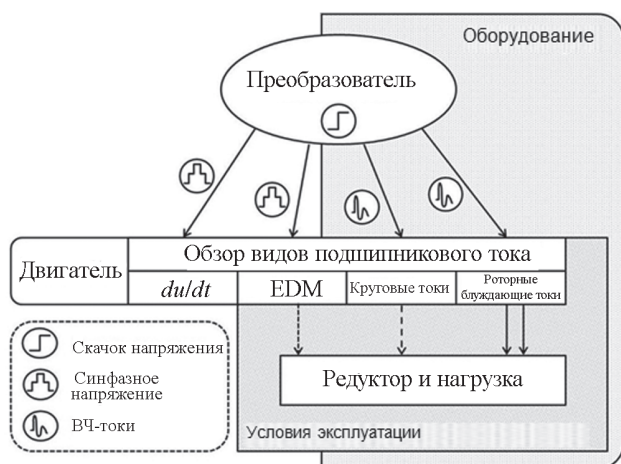 Оборудование
Преобразователь
Двигатель
Обзор видов подшипникового тока
du/dt
EDM
Круговые токи
Роторные
блуждающие токи
Скачок напряжения
Синфазное
напряжение
ВЧ-токи
Редуктор и нагрузка
Условия эксплуатации